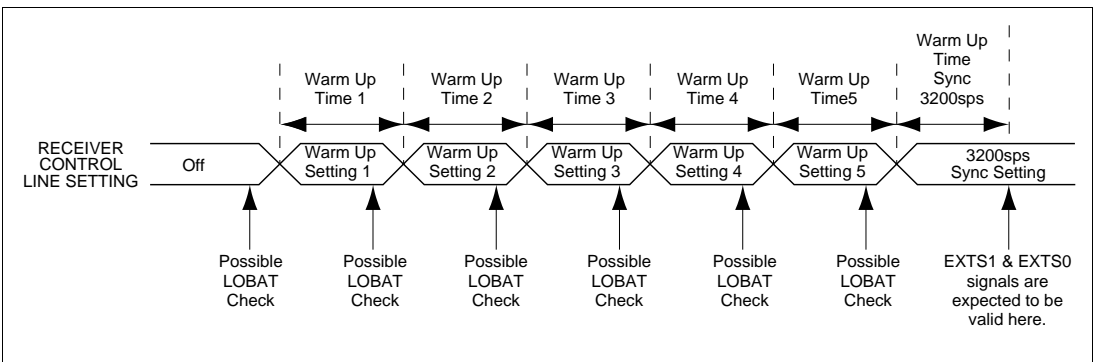 Warm Up
Time 1
Warm Up
Time 2
Warm Up
Time 3
Warm Up
Time 4
Warm Up
Time5
Warm Up
Time
Sync
3200sps
RECEIVER
CONTROL
LINE SETTING
Off
Warm Up
Setting 1
Warm Up
Setting 2
Warm Up
Setting 3
Warm Up
Setting 4
Warm Up
Setting 5
3200sps
Sync Setting
Possible
LOBAT
Check
Possible
LOBAT
Check
Possible
LOBAT
Check
Possible
LOBAT
Check
Possible
LOBAT
Check
Possible
LOBAT
Check
EXTS1 & EXTS0
signals are
expected to be
valid here.